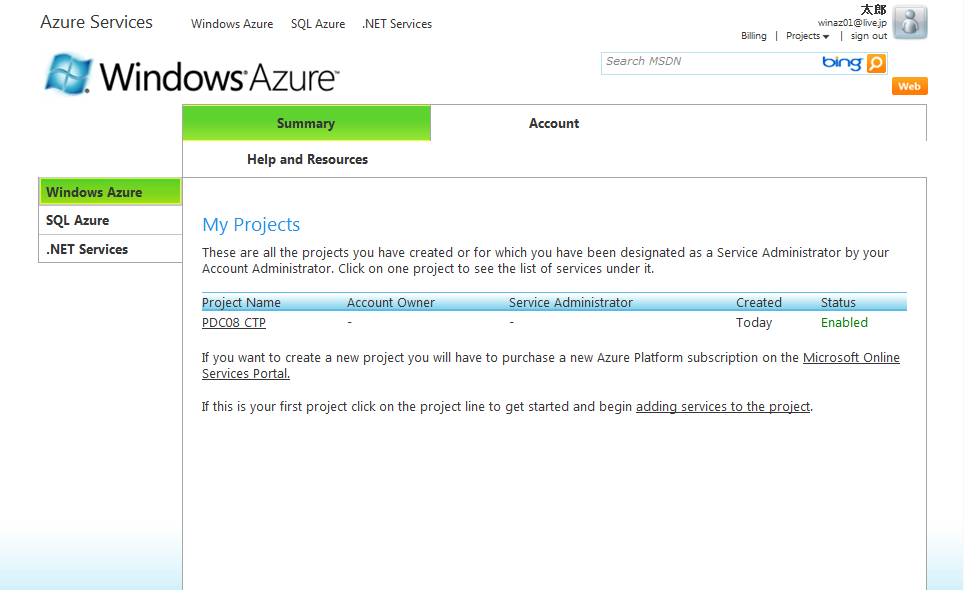 Azure Services
Windows Azure SQL Azure .NET Services
太郎
winaz01@live.jp
Billing | Projects | sign out
Windows Azure™
Search MSDN bing
Web
Summary Account
Help and Resources
Windows Azure
SQL Azure
.NET Services
My Projects
These are all the projects you have created or for which you have been designated as a Service Administrator by your
Account Administrator. Click on one project to see the list of services under it.
Project Name Account Owner Service Administrator Created Status
PDC08 CTP - - Today Enabled
If you want to create a new project you will have to purchase a new Azure Platform subscription on the Microsoft Online
Services Portal.
If this is your first project click on the project line to get started and begin adding services to the project.